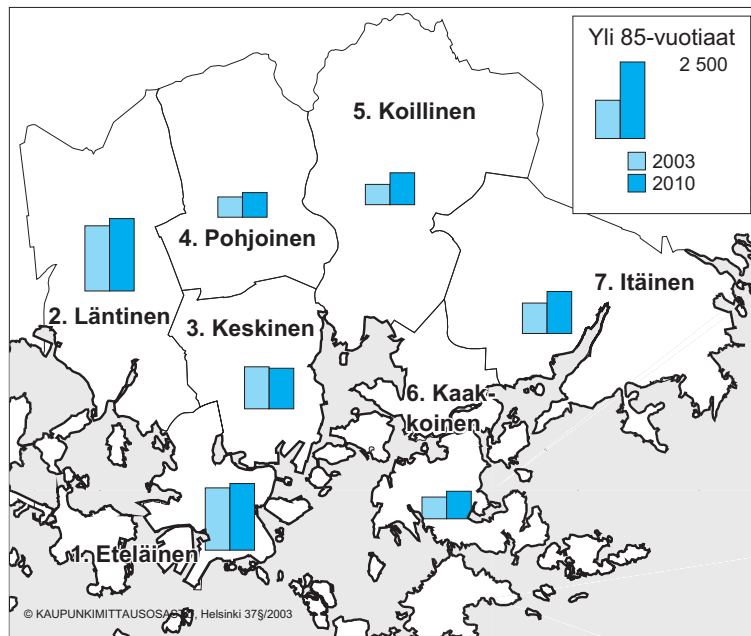 Yli 85-vuotiaat
2 500
2003
2010
5. Koillinen
4. Pohjoinen
7. Itäinen
2. Läntinen
3. Keskinen
6. Kaak-
koinen
1. Eteläinen
© KAUPUNKIMITTAUSOSASTO, Helsinki 37§/2003